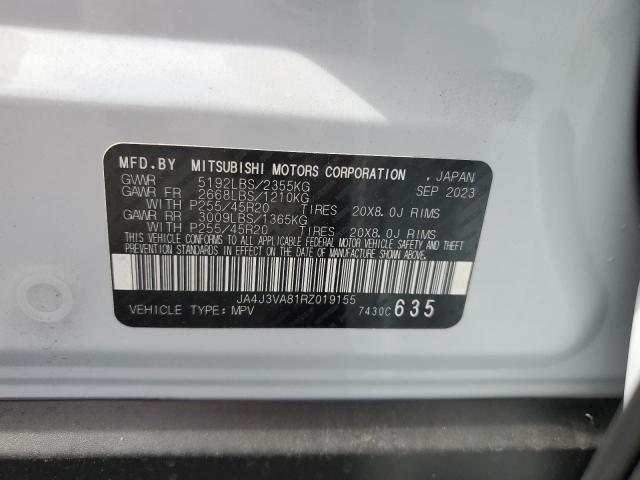 MFD.BY MITSUBISHI MOTORS CORPORATION , JAPAN
GVWR 5192LBS/2355KG SEP 2023
GAWR FR 2668LBS/1210KG
WITH P255/45R20 TIRES 20X8.0J RIMS
GAWR RR 3009LBS/1365KG
WITH P255/45R20 TIRES 20X8.0J RIMS
THIS VEHICLE CONFORMS TO ALL APPLICABLE FEDERAL MOTOR VEHICLE SAFETY AND THEFT
PREVENTION STANDARDS IN EFFECT ON THE DATE OF MANUFACTURE SHOWN ABOVE.
JA4J3VA81RZ019155
VEHICLE TYPE: MPV 7430C 635